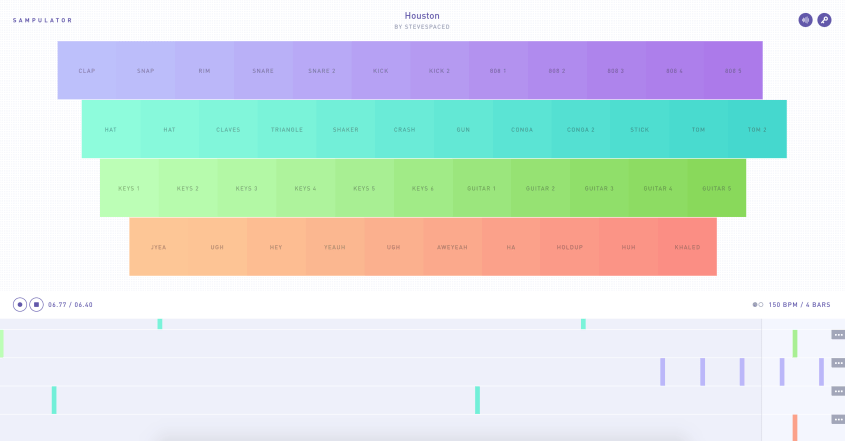 SAMPULATOR
Houston
BY STEVESPACED
CLAP SNAP RIM SNARE SNARE 2 KICK KICK 2 808 1 808 2 808 3 808 4 808 5
HAT HAT CLAVES TRIANGLE SHAKER CRASH GUN CONGA CONGA 2 STICK TOM TOM 2
KEYS 1 KEYS 2 KEYS 3 KEYS 4 KEYS 5 KEYS 6 GUITAR 1 GUITAR 2 GUITAR 3 GUITAR 4 GUITAR 5
JYEA UGH HEY YEAUH UGH AWEYEAH HA HOLDUP HUH KHALED
06.77 / 06.40
150 BPM / 4 BARS